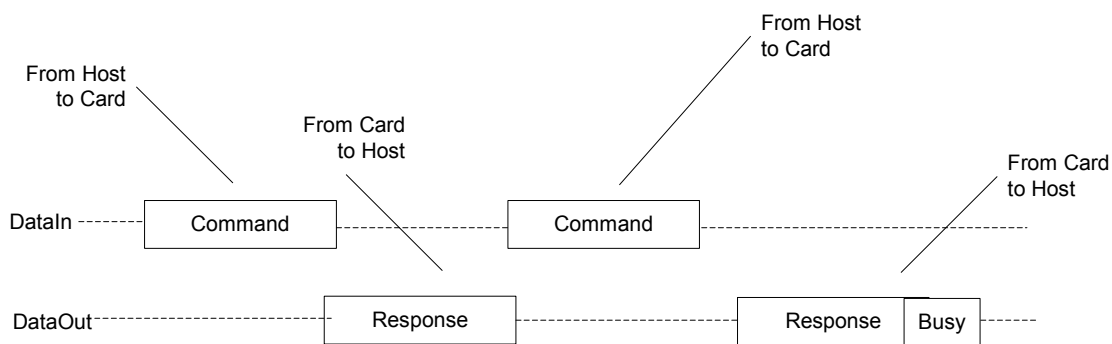 From Host
to Card
From Host
to Card
From Card
to Host
From Card
to Host
DataIn
Command
Command
DataOut
Response
Response
Busy